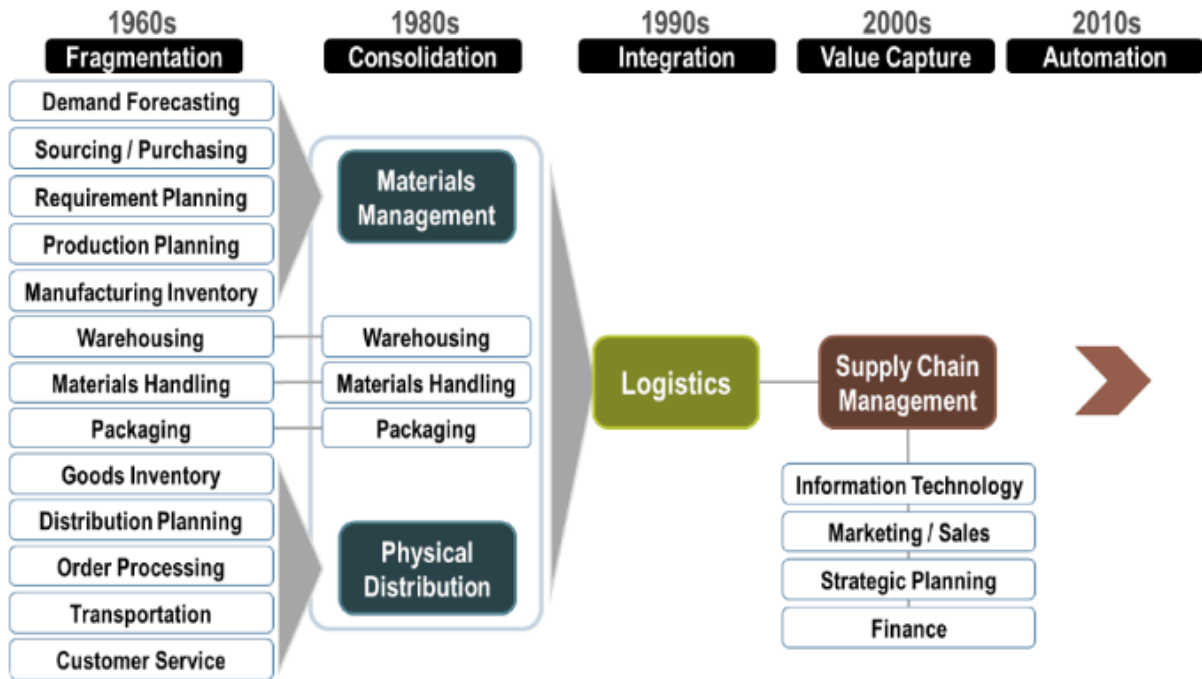 1960s
Fragmentation
Demand Forecasting
Sourcing / Purchasing
Requirement Planning
Production Planning
Manufacturing Inventory
Warehousing
Materials Handling
Packaging
Goods Inventory
Distribution Planning
Order Processing
Transportation
Customer Service
1980s
Consolidation
Materials
Management
Warehousing
Materials Handling
Packaging
Physical
Distribution
1990s
Integration
Logistics
2000s
Value Capture
Supply Chain
Management
Information Technology
Marketing / Sales
Strategic Planning
Finance
2010s
Automation